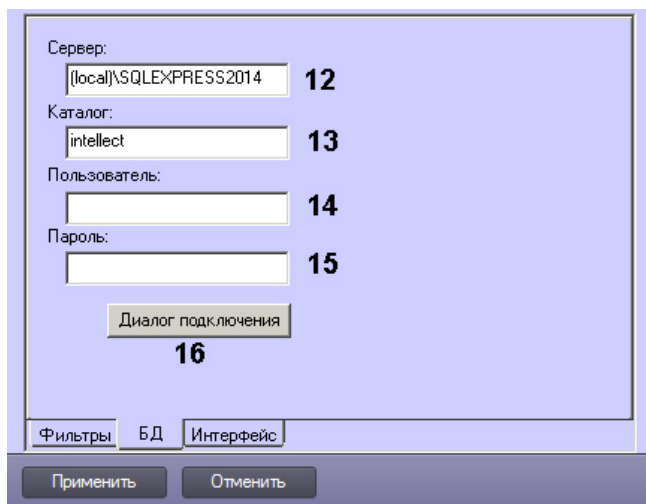 Сервер:
(local)\SQLEXPRESS2014 12
Каталог:
intellect 13
Пользователь:
14
Пароль:
15
Диалог подключения
16
Фильтры БД Интерфейс
Применить Отменить